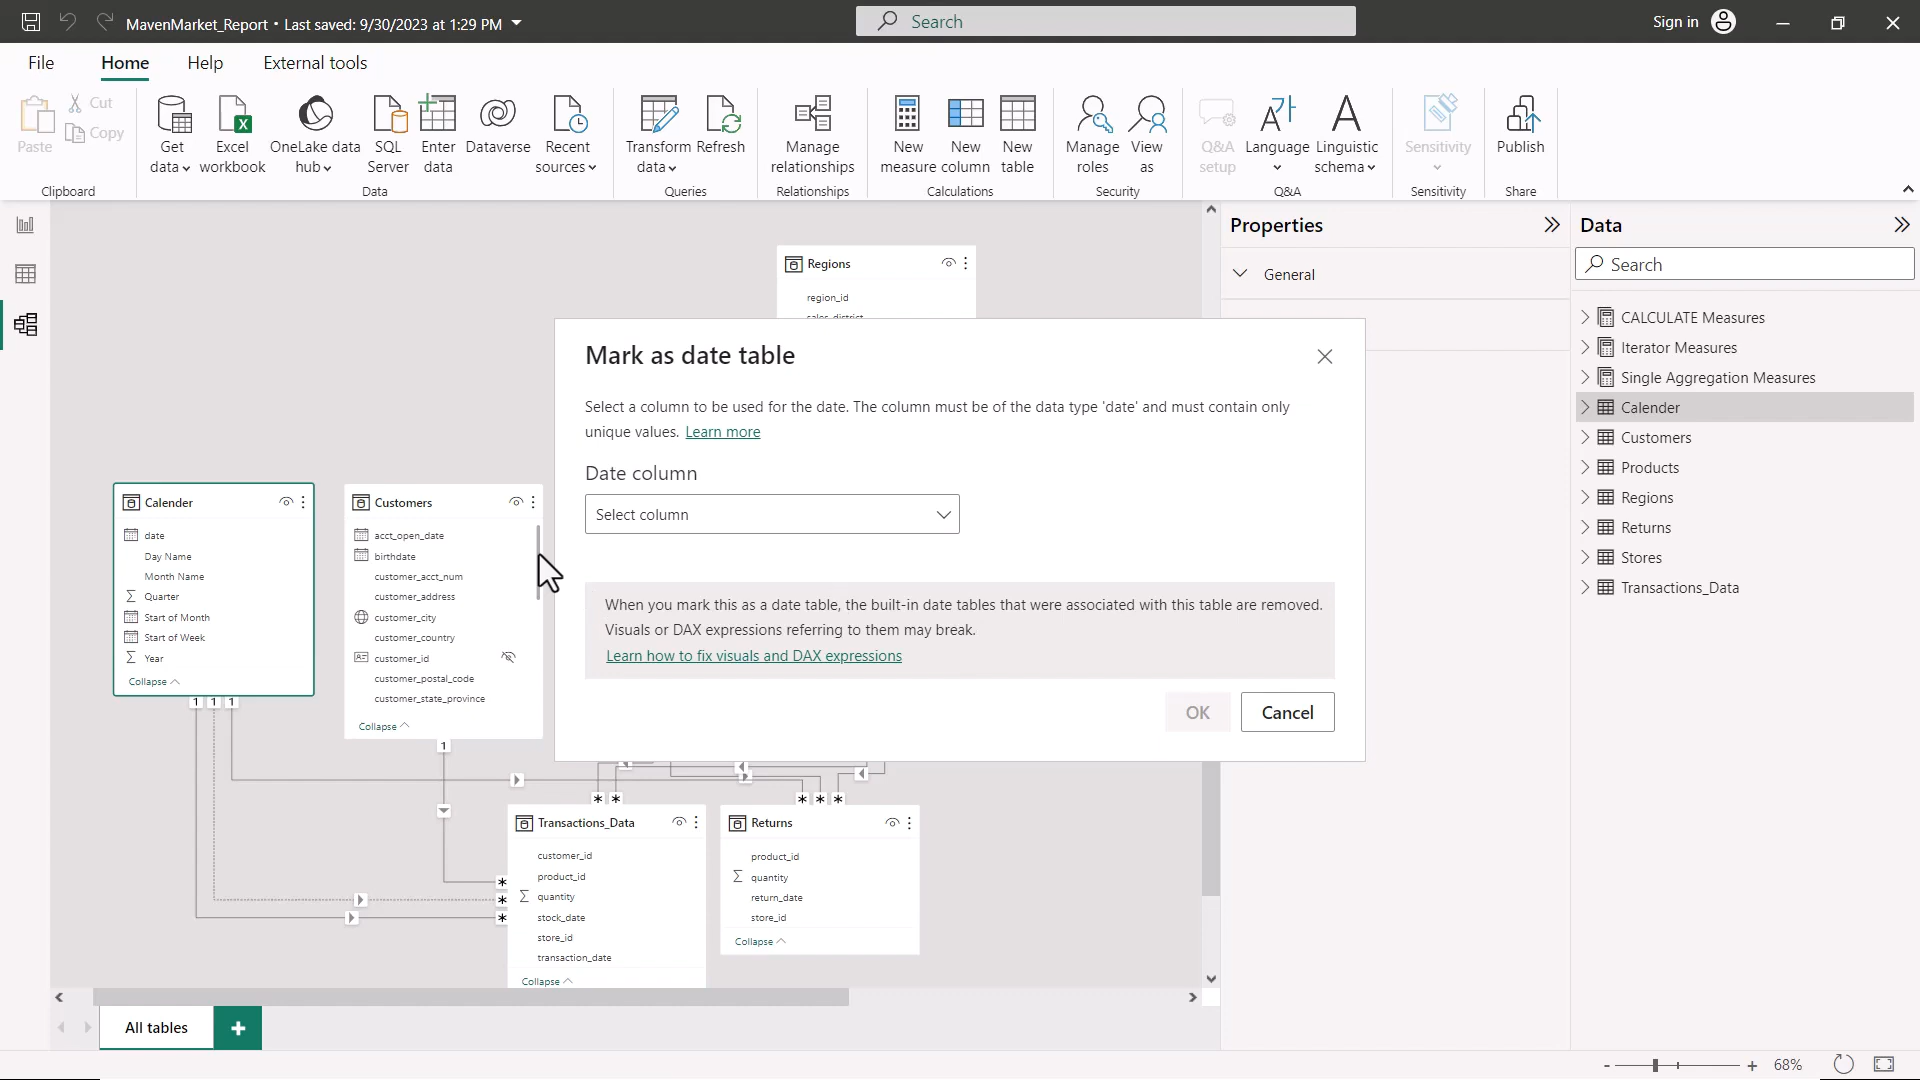 MavenMarket_Report • Last saved: 9/30/2023 at 1:29 PM
Search
Sign in
File
Home
Help
External tools
Paste
Cut
Copy
Get data
Excel workbook
OneLake data hub
SQL Server
Enter data
Dataverse
Recent sources
Transform data
Refresh
Manage relationships
New measure
New column
New table
Manage roles
View as
Q&A setup
Language
Linguistic schema
Sensitivity
Publish
Clipboard
Data
Queries
Relationships
Calculations
Security
Q&A
Sensitivity
Share
Regions
region_id
sales_district
Mark as date table
Select a column to be used for the date. The column must be of the data type 'date' and must contain only
unique values. Learn more
Date column
Select column
When you mark this as a date table, the built-in date tables that were associated with this table are removed.
Visuals or DAX expressions referring to them may break.
Learn how to fix visuals and DAX expressions
OK
Cancel
Calender
date
Day Name
Month Name
Quarter
Start of Month
Start of Week
Year
Collapse
1 1 1
Customers
acct_open_date
birthdate
customer_acct_num
customer_address
customer_city
customer_country
customer_id
customer_postal_code
customer_state_province
Collapse
1
* *
* * *
*
*
*
Transactions_Data
customer_id
product_id
quantity
stock_date
store_id
transaction_date
Collapse
Returns
product_id
quantity
return_date
store_id
Collapse
Properties
General
Data
Search
CALCULATE Measures
Iterator Measures
Single Aggregation Measures
Calender
Customers
Products
Regions
Returns
Stores
Transactions_Data
All tables
+
- + 68%